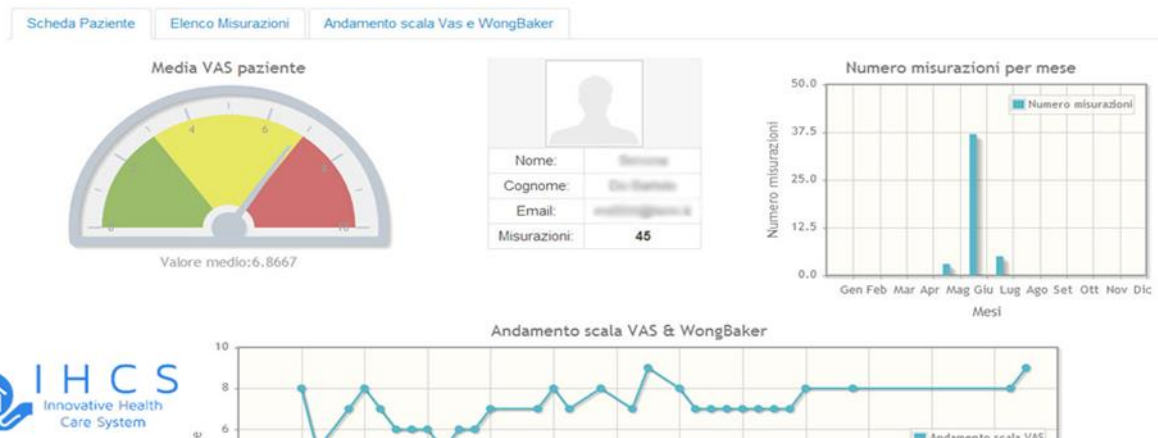 Scheda Paziente
Elenco Misurazioni
Andamento scala Vas e WongBaker
Media VAS paziente
4
6
Valore medio:6.8667
Nome:
Cognome:
Email:
Misurazioni: 45
Numero misurazioni per mese
50.0
37.5
25.0
12.5
0.0
Numero misurazioni
Numero misurazioni
Gen Feb Mar Apr Mag Giu Lug Ago Set Ott Nov Dic
Mesi
Andamento scala VAS & WongBaker
10
8
6
Andamento scala VAS
IHCS
Innovative Health
Care System